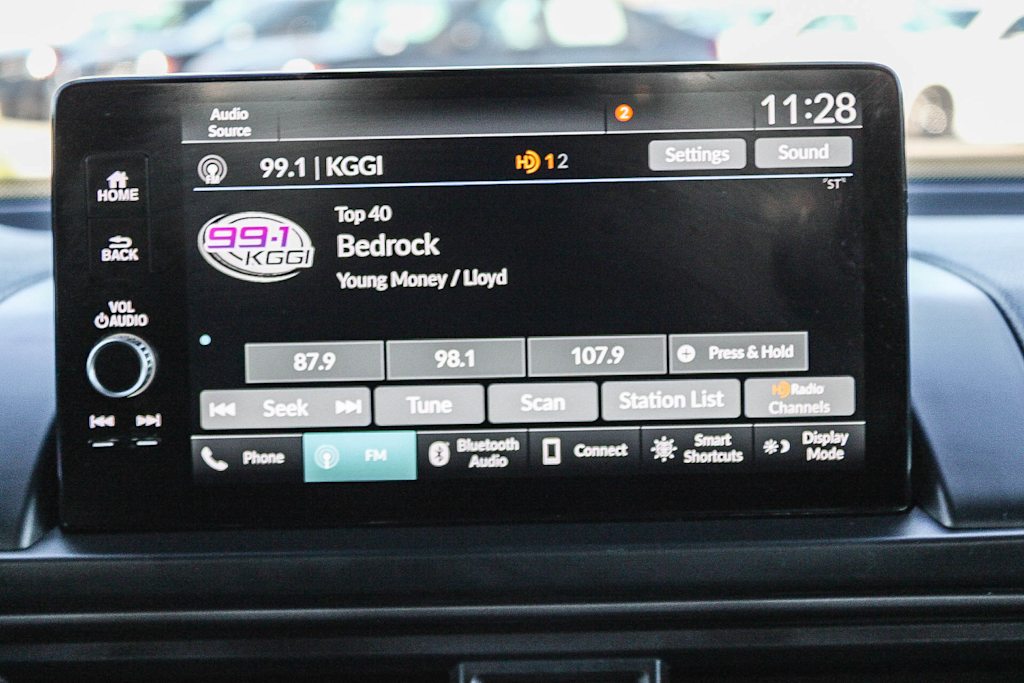 Audio
Source
2
11:28
FM
99.1 | KGGI
HD 1 2
Settings
Sound
"ST"
HOME
BACK
VOL
AUDIO
99.1
KGGI
Top 40
Bedrock
Young Money / Lloyd
87.9
98.1
107.9
Press & Hold
Seek
Tune
Scan
Station List
HD Radio
Channels
Phone
FM
Bluetooth
Audio
Connect
Smart
Shortcuts
Display
Mode